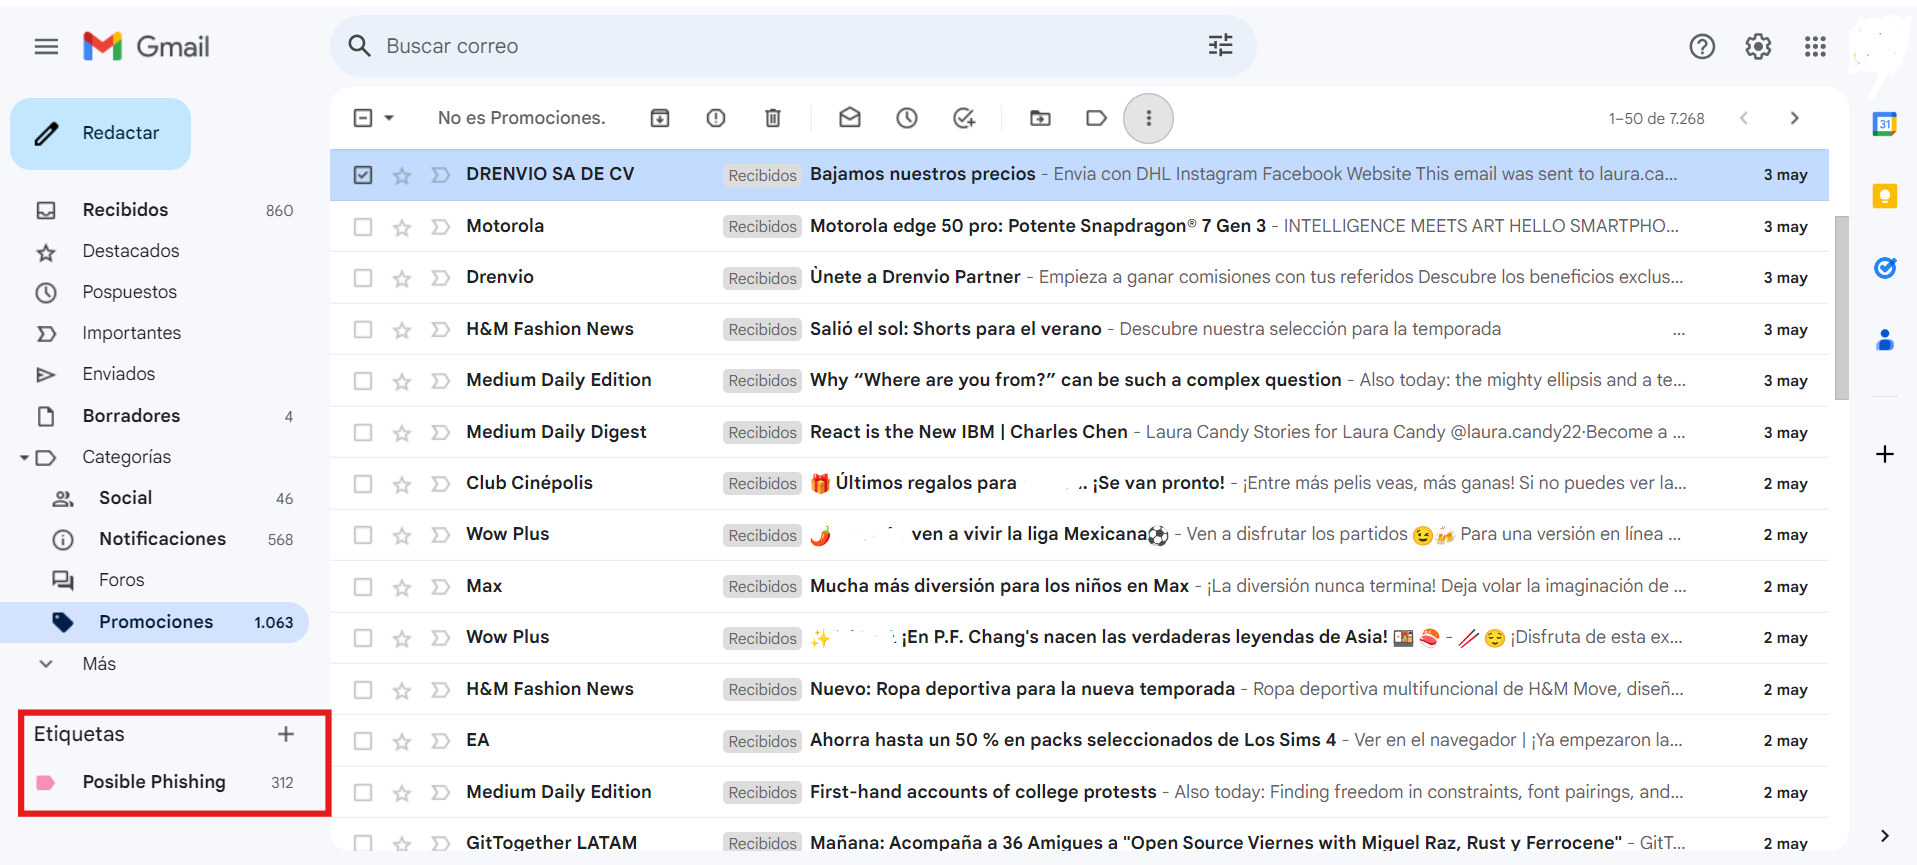 Gmail
Buscar correo
Redactar
No es Promociones.
1–50 de 7.268
31
Recibidos 860
Destacados
Pospuestos
Importantes
Enviados
Borradores 4
Categorías
Social 46
Notificaciones 568
Foros
Promociones 1.063
Más
Etiquetas
Posible Phishing 312
DRENVIO SA DE CV Recibidos Bajamos nuestros precios - Envia con DHL Instagram Facebook Website This email was sent to laura.ca... 3 may
Motorola Recibidos Motorola edge 50 pro: Potente Snapdragon® 7 Gen 3 - INTELLIGENCE MEETS ART HELLO SMARTPHO... 3 may
Drenvio Recibidos Ùnete a Drenvio Partner - Empieza a ganar comisiones con tus referidos Descubre los beneficios exclus... 3 may
H&M Fashion News Recibidos Salió el sol: Shorts para el verano - Descubre nuestra selección para la temporada ... 3 may
Medium Daily Edition Recibidos Why “Where are you from?” can be such a complex question - Also today: the mighty ellipsis and a te... 3 may
Medium Daily Digest Recibidos React is the New IBM | Charles Chen - Laura Candy Stories for Laura Candy @laura.candy22·Become a ... 3 may
Club Cinépolis Recibidos 🎁 Últimos regalos para .. ¡Se van pronto! - ¡Entre más pelis veas, más ganas! Si no puedes ver la... 2 may
Wow Plus Recibidos 🌶️ ven a vivir la liga Mexicana⚽ - Ven a disfrutar los partidos 😉🍻 Para una versión en línea ... 2 may
Max Recibidos Mucha más diversión para los niños en Max - ¡La diversión nunca termina! Deja volar la imaginación de ... 2 may
Wow Plus Recibidos ✨ ¡En P.F. Chang's nacen las verdaderas leyendas de Asia! 🍱 🍣 - 🥢 😌 ¡Disfruta de esta ex... 2 may
H&M Fashion News Recibidos Nuevo: Ropa deportiva para la nueva temporada - Ropa deportiva multifuncional de H&M Move, diseñ... 2 may
EA Recibidos Ahorra hasta un 50 % en packs seleccionados de Los Sims 4 - Ver en el navegador | ¡Ya empezaron la... 2 may
Medium Daily Edition Recibidos First-hand accounts of college protests - Also today: Finding freedom in constraints, font pairings, and... 2 may
GitTogether LATAM Recibidos Mañana: Acompaña a 36 Amigues a "Open Source Viernes with Miguel Raz, Rust y Ferrocene" - GitT... 2 may